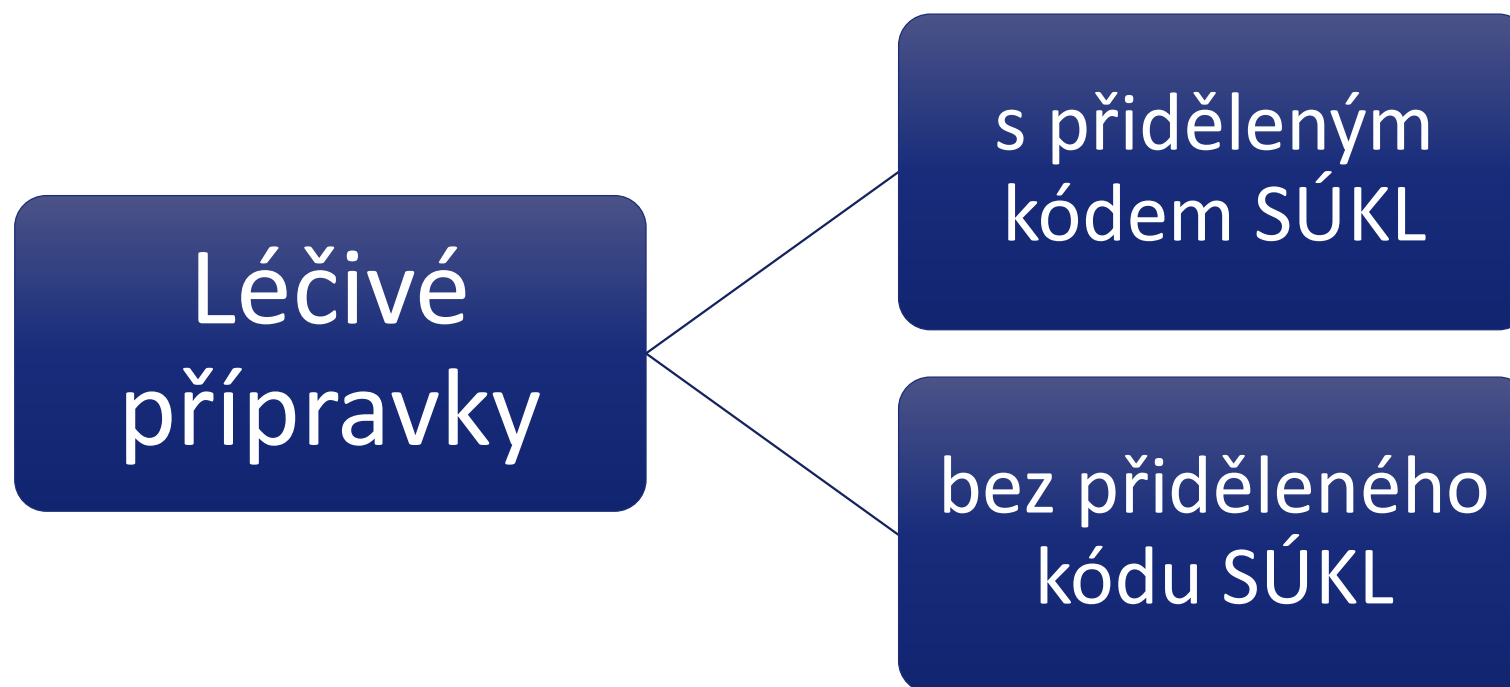 Léčivé
přípravky
s přiděleným
kódem SÚKL
bez přiděleného
kódu SÚKL